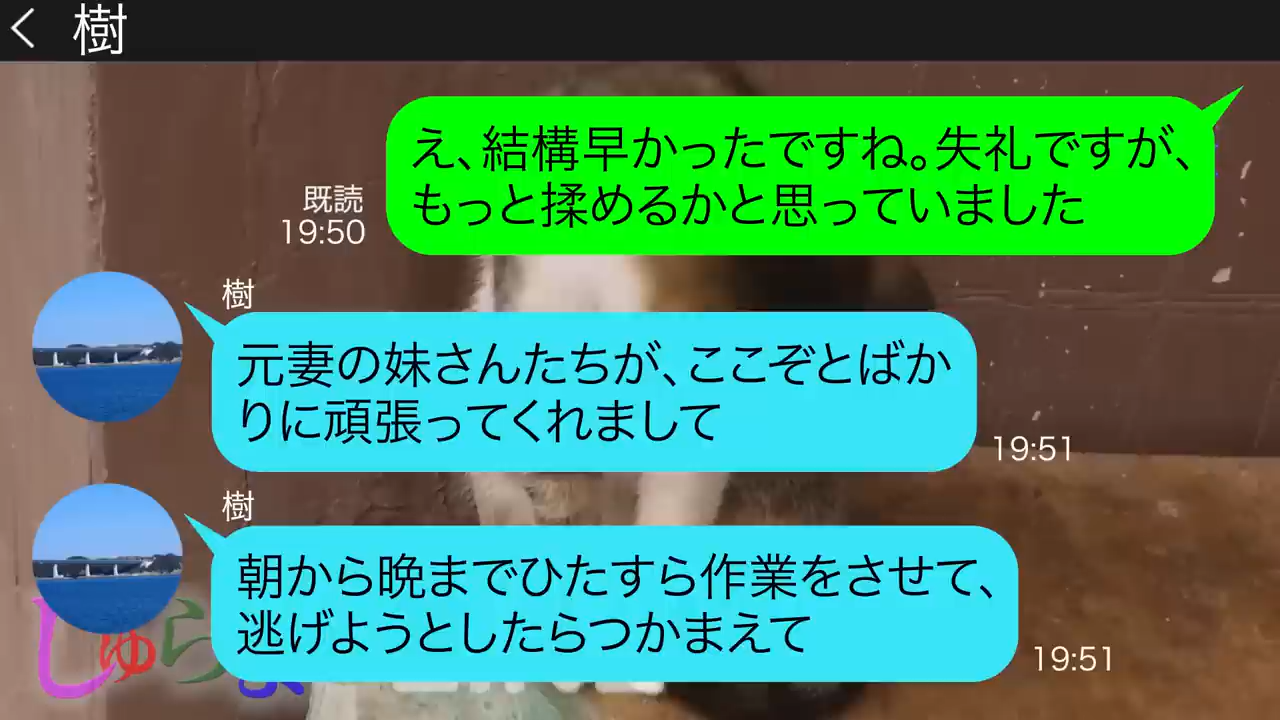 樹
え、結構早かったですね。失礼ですが、
もっと揉めるかと思っていました
既読
19:50
樹
元妻の妹さんたちが、ここぞとばか
りに頑張ってくれまして
19:51
樹
朝から晩までひたすら作業をさせて、
逃げようとしたらつかまえて
19:51
しゅら